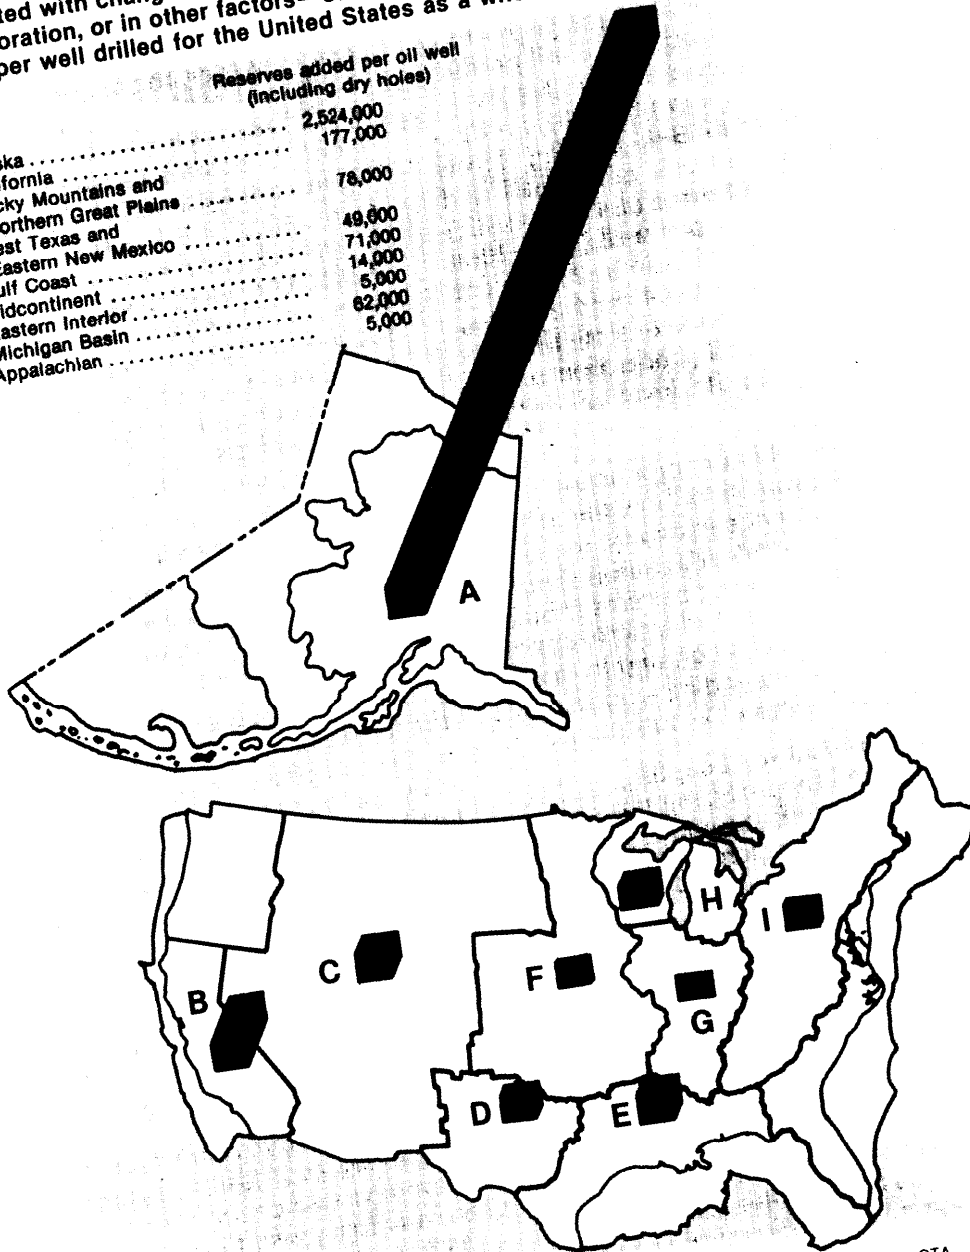 ted with chang
oration, or in other factors.
per well drilled for the United States as a wh
Reserves added per oil well
(including dry holes)
ska . . . . . . . . . . . . . . . . . . . . . . . . . . 2,524,000
fornia . . . . . . . . . . . . . . . . . . . . . . . 177,000
cky Mountains and
orthern Great Plains . . . . . . . . . . . 78,000
est Texas and
Eastern New Mexico . . . . . . . . . . . . 49,600
ulf Coast . . . . . . . . . . . . . . . . . . . . . . 71,000
idcontinent . . . . . . . . . . . . . . . . . . . . 14,000
astern Interior . . . . . . . . . . . . . . . . . 5,000
Michigan Basin . . . . . . . . . . . . . . . . . 62,000
Appalachian . . . . . . . . . . . . . . . . . . . . 5,000
A
H
I
C
F
B
G
D
E
OTA